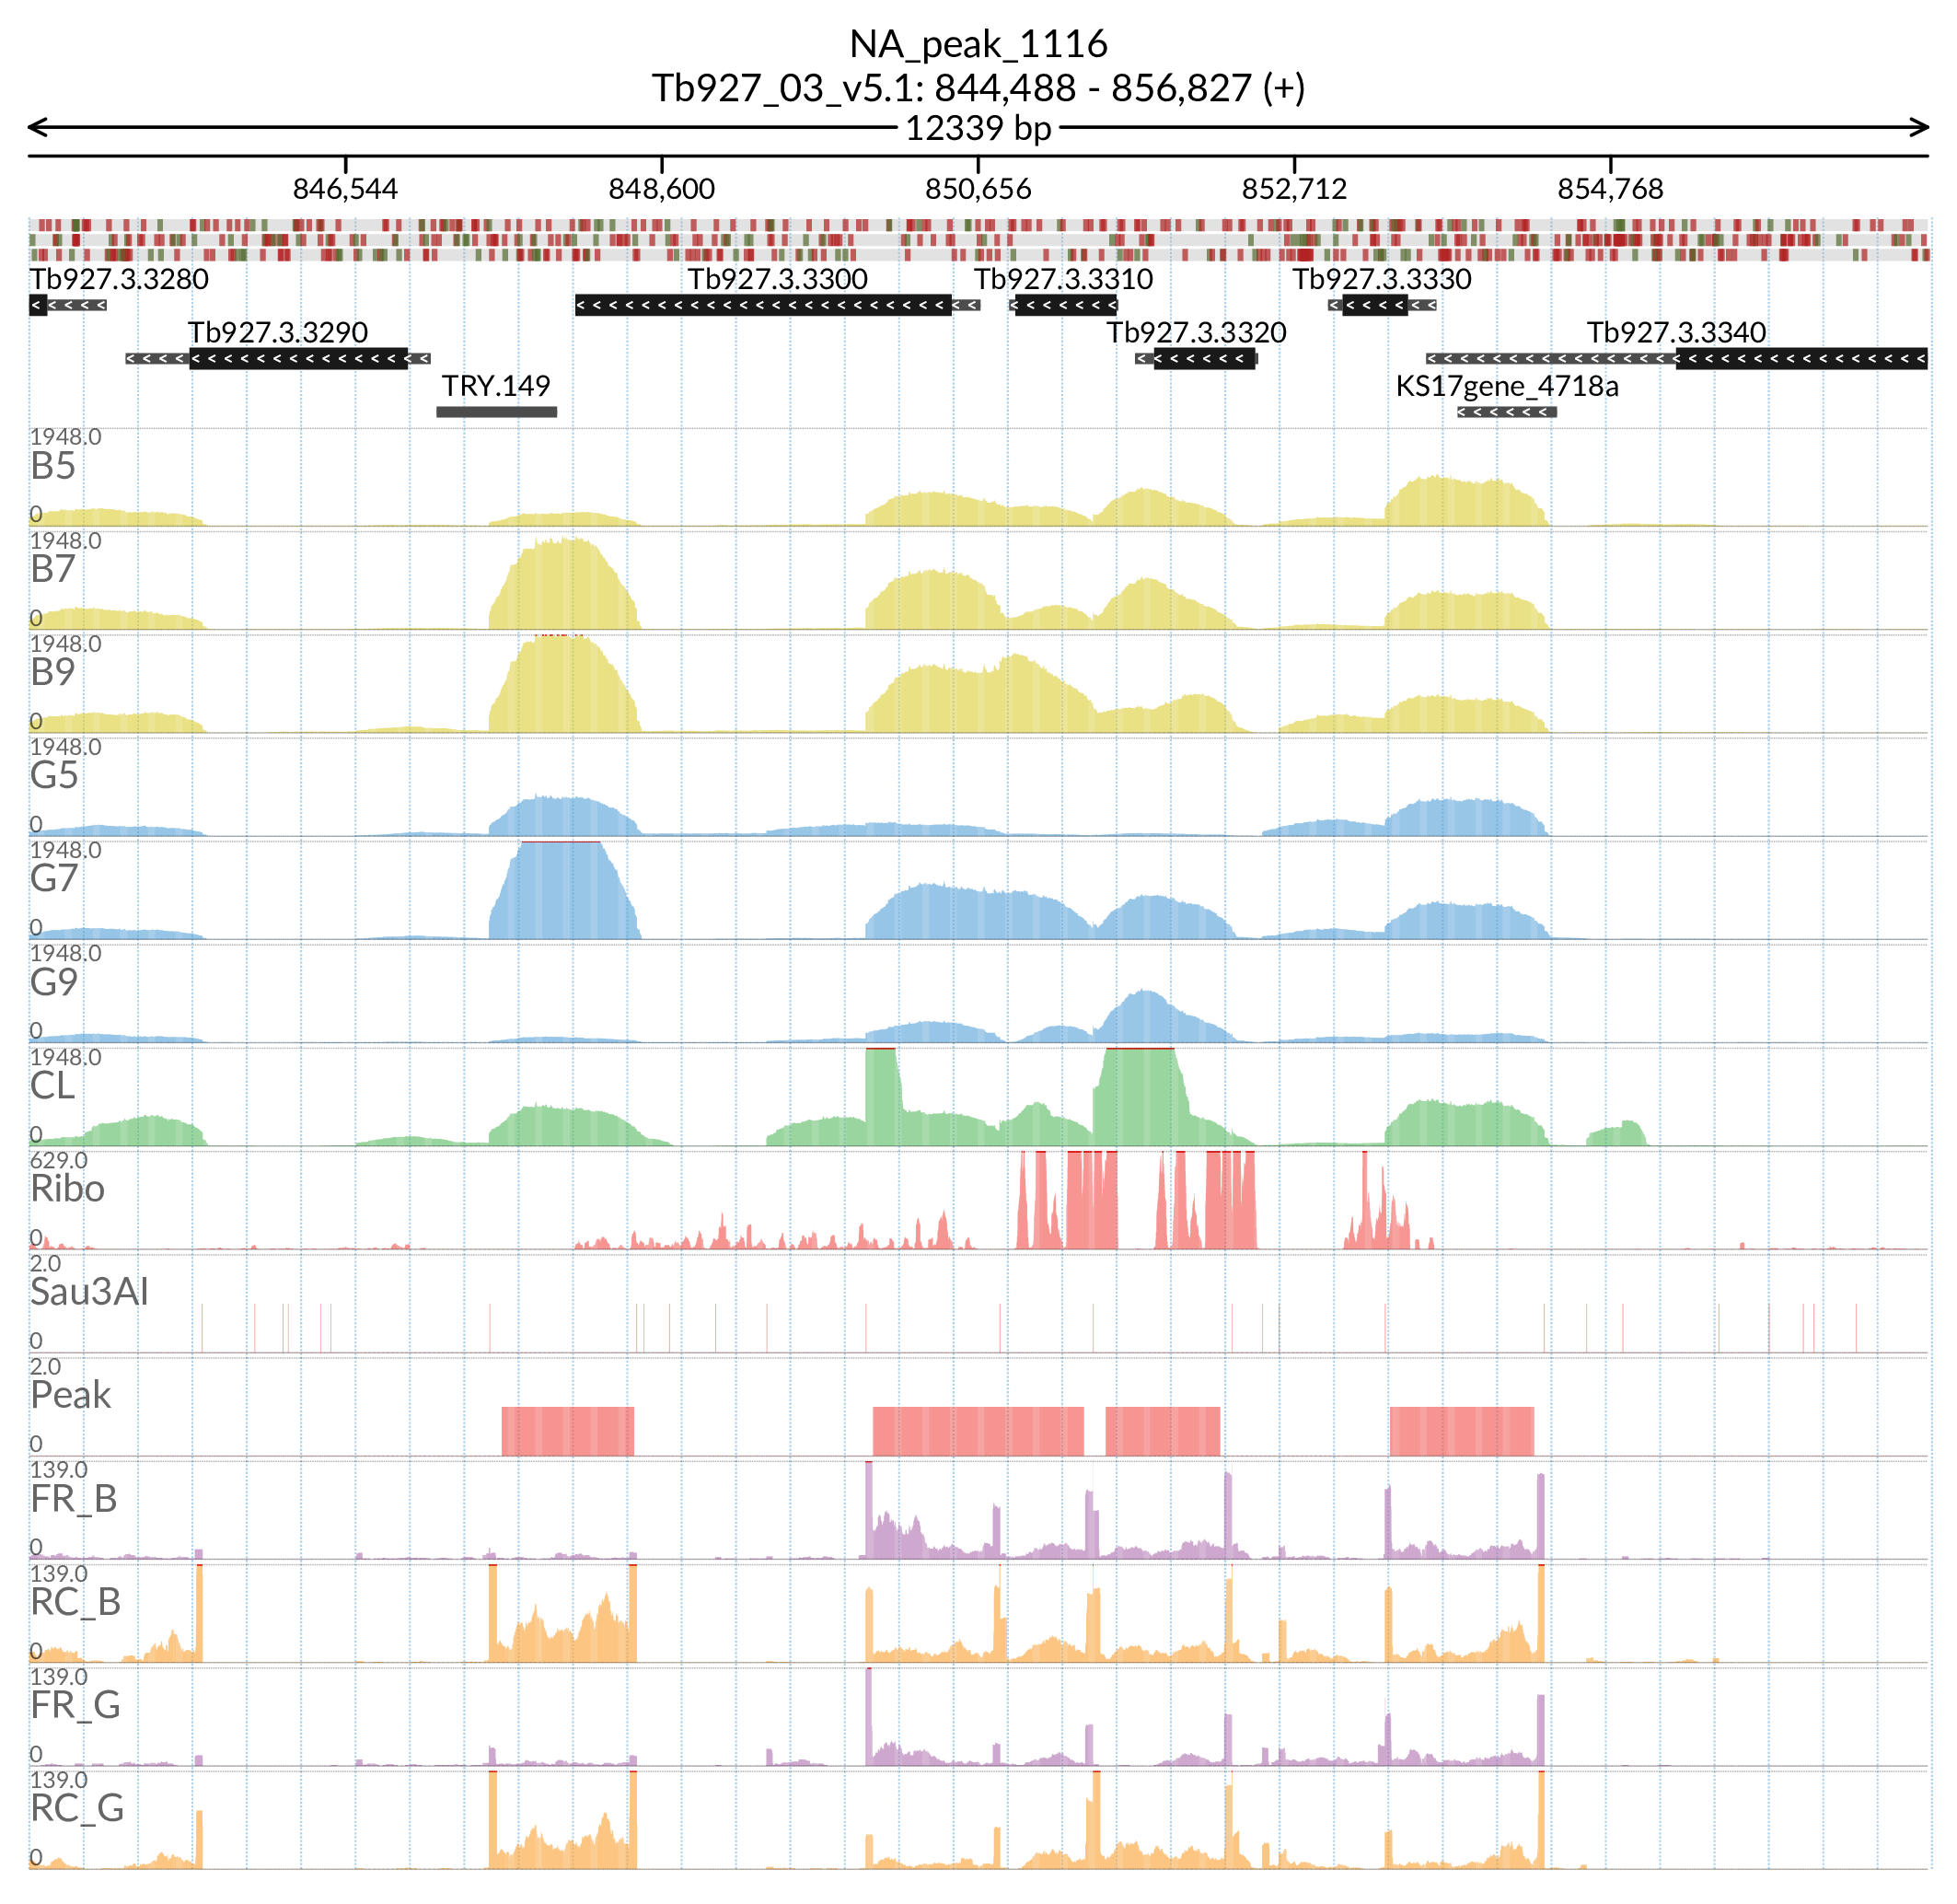 NA_peak_1116
Tb927_03_v5.1: 844,488 - 856,827 (+)
12339 bp
846,544 848,600 850,656 852,712 854,768
Tb927.3.3280 Tb927.3.3300 Tb927.3.3310 Tb927.3.3330
Tb927.3.3290 Tb927.3.3320 Tb927.3.3340
TRY.149 KS17gene_4718a
1948.0
B5
0
1948.0
B7
0
1948.0
B9
0
1948.0
G5
0
1948.0
G7
0
1948.0
G9
0
1948.0
CL
0
629.0
Ribo
0
2.0
Sau3AI
0
2.0
Peak
0
139.0
FR_B
0
139.0
RC_B
0
139.0
FR_G
0
139.0
RC_G
0